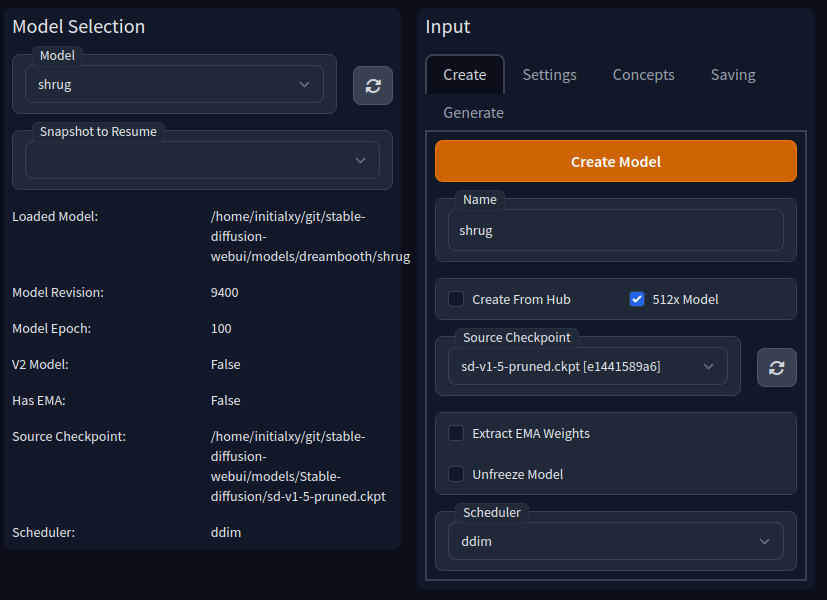 Model Selection
Model
shrug
Snapshot to Resume
Loaded Model:
/home/initialxy/git/stable-
diffusion-
webui/models/dreambooth/shrug
Model Revision:
9400
Model Epoch:
100
V2 Model:
False
Has EMA:
False
Source Checkpoint:
/home/initialxy/git/stable-
diffusion-
webui/models/Stable-
diffusion/sd-v1-5-pruned.ckpt
Scheduler:
ddim
Input
Create
Settings
Concepts
Saving
Generate
Create Model
Name
shrug
Create From Hub
512x Model
Source Checkpoint
sd-v1-5-pruned.ckpt [e1441589a6]
Extract EMA Weights
Unfreeze Model
Scheduler
ddim